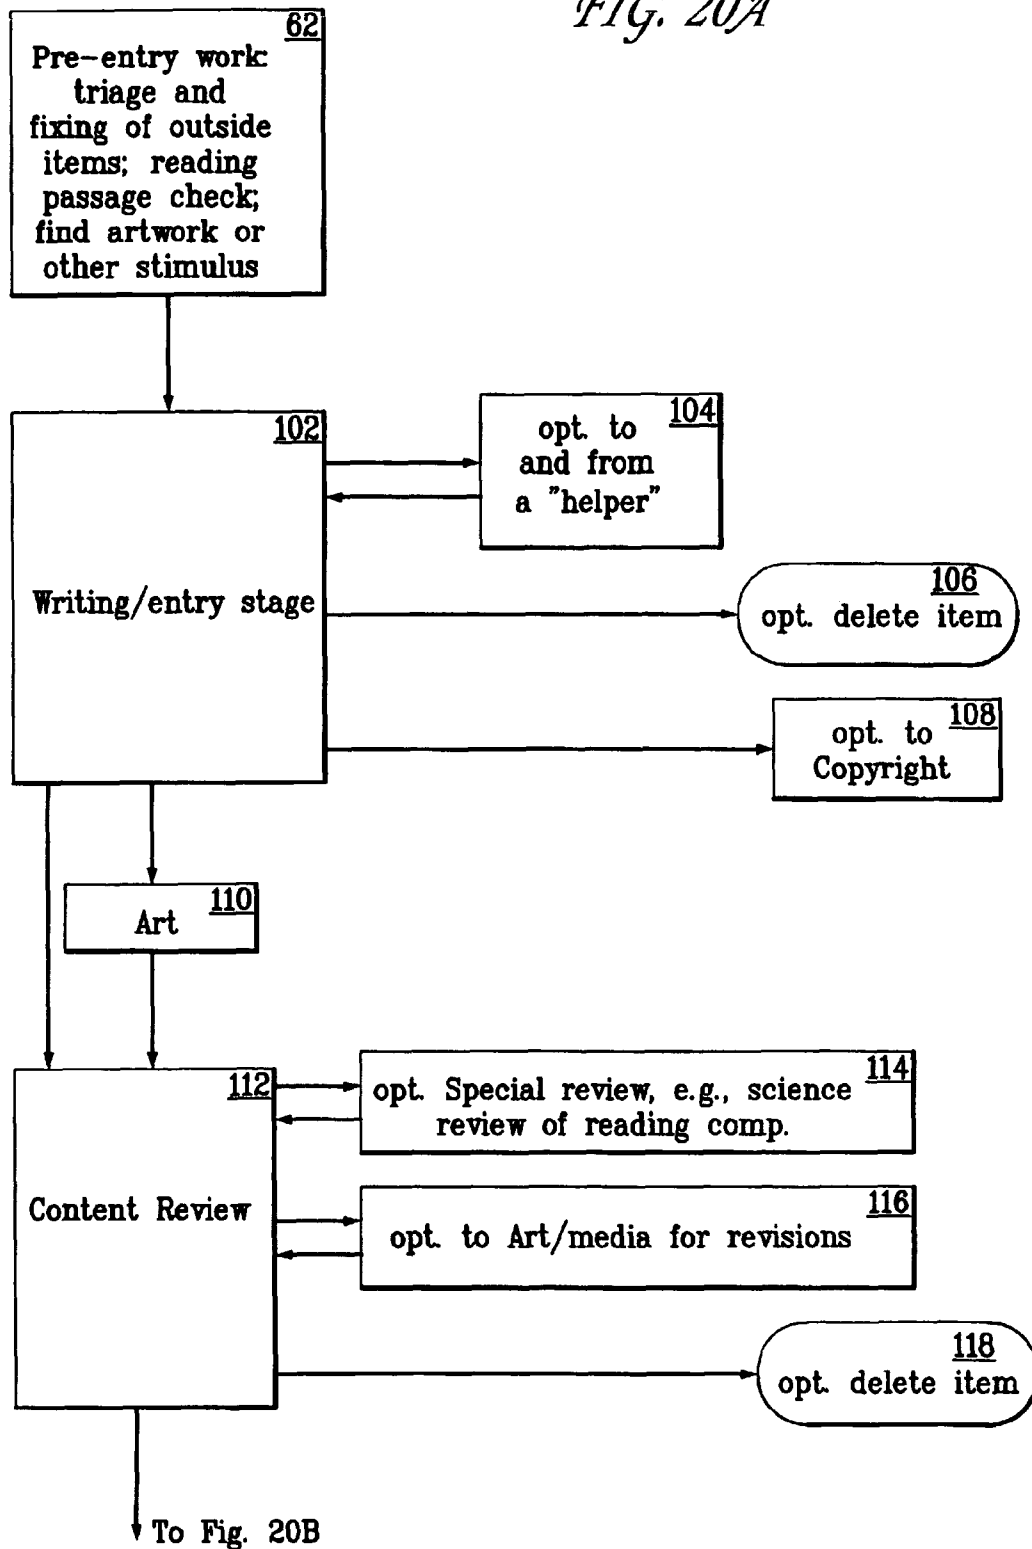 FIG. 20A
62
Pre-entry work:
triage and
fixing of outside
items; reading
passage check;
find artwork or
other stimulus
102
Writing/entry stage
104
opt. to
and from
a "helper"
106
opt. delete item
108
opt. to
Copyright
110
Art
112
Content Review
114
opt. Special review, e.g., science
review of reading comp.
116
opt. to Art/media for revisions
118
opt. delete item
To Fig. 20B